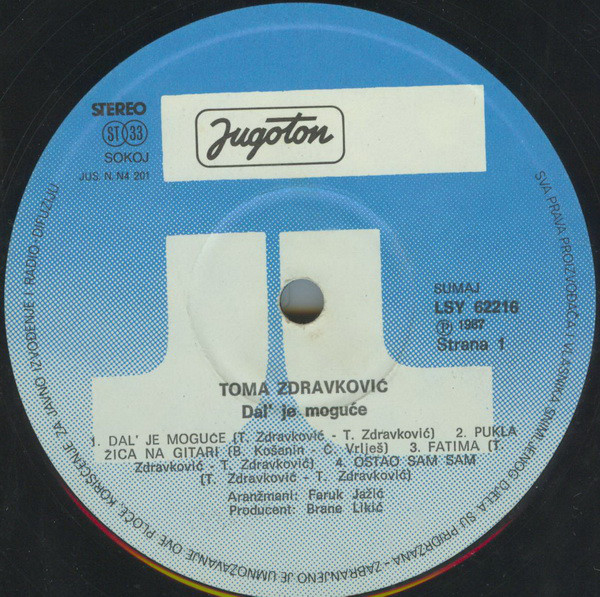 STEREO
ST 33
SOKOJ
JUS N. N4 201
Jugoton
SUMAJ
LSY 62216
Ⓟ 1987
Strana 1
TOMA ZDRAVKOVIĆ
Dal' je moguće
1. DAL' JE MOGUĆE (T. Zdravković - T. Zdravković) 2. PUKLA
ŽICA NA GITARI (B. Košanin - Č. Vrlješ) 3. FATIMA (T.
Zdravković - T. Zdravković) 4. OSTAO SAM SAM
(T. Zdravković - T. Zdravković)
Aranžmani: Faruk Jažić
Producent: Brane Likić
SVA PRAVA PROIZVOĐAČA I VLASNIKA SNIMLJENOG DJELA SU PRIDRŽANA - ZABRANJENO JE UMNOŽAVANJE OVE PLOČE, KORIŠĆENJE ZA JAVNO IZVOĐENJE I RADIO-DIFUZIJU